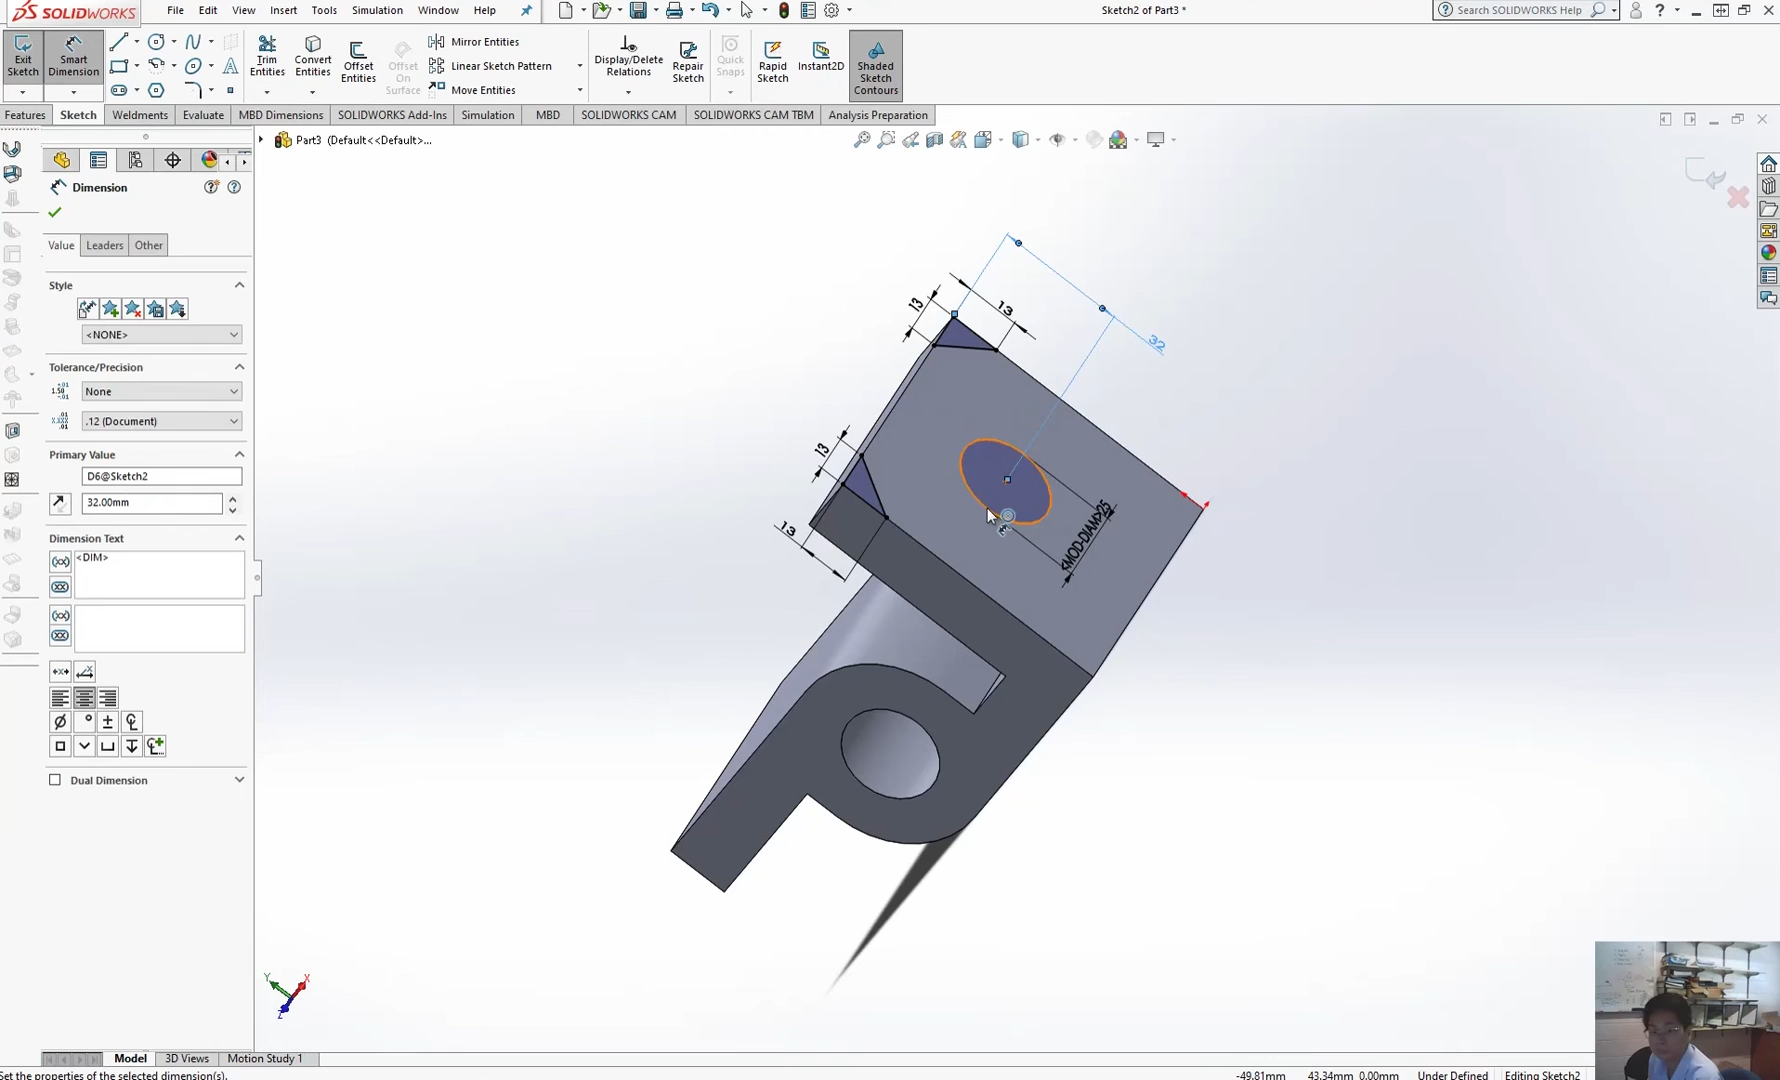 SOLIDWORKS
File
Edit
View
Insert
Tools
Simulation
Window
Help
Sketch2 of Part3 *
Search SOLIDWORKS Help
Exit Sketch
Smart Dimension
Trim Entities
Convert Entities
Offset Entities
Offset On Surface
Mirror Entities
Linear Sketch Pattern
Move Entities
Display/Delete Relations
Repair Sketch
Quick Snaps
Rapid Sketch
Instant2D
Shaded Sketch Contours
Features
Sketch
Weldments
Evaluate
MBD Dimensions
SOLIDWORKS Add-Ins
Simulation
MBD
SOLIDWORKS CAM
SOLIDWORKS CAM TBM
Analysis Preparation
Part3 (Default<<Default>...
Dimension
Value
Leaders
Other
Style
<NONE>
Tolerance/Precision
None
.12 (Document)
Primary Value
D6@Sketch2
32.00mm
Dimension Text
<DIM>
Dual Dimension
13
13
32
13
13
<MOD-DIAM>25
Y
X
Z
Model
3D Views
Motion Study 1
Set the properties of the selected dimension(s).
-49.81mm
43.34mm
0.00mm
Under Defined
Editing Sketch2